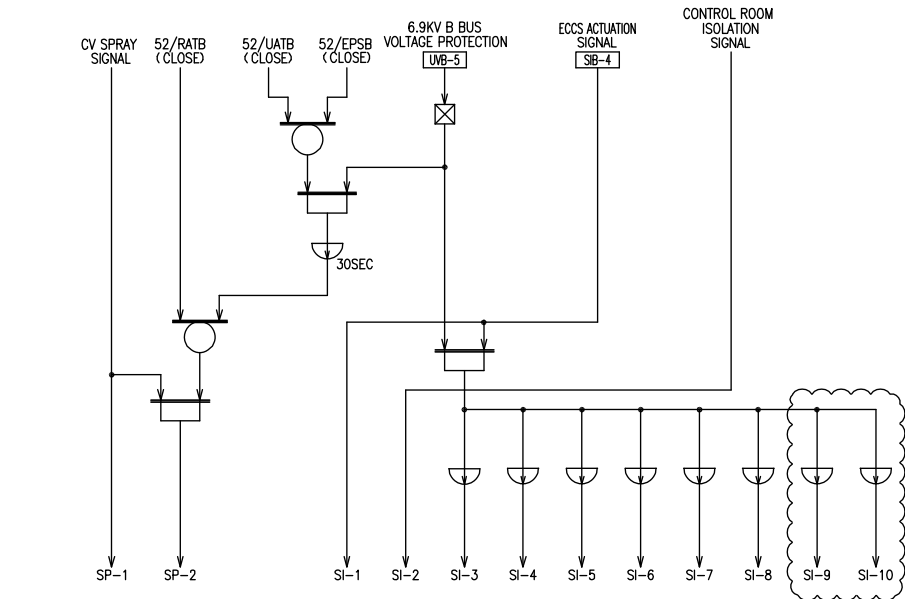 CONTROL ROOM
ISOLATION
SIGNAL
6.9KV B BUS
VOLTAGE PROTECTION
UVB-5
ECCS ACTUATION
SIGNAL
SIB-4
CV SPRAY
SIGNAL
52/RATB
(CLOSE)
52/UATB
(CLOSE)
52/EPSB
(CLOSE)
30SEC
SP-1
SP-2
SI-1
SI-2
SI-3
SI-4
SI-5
SI-6
SI-7
SI-8
SI-9
SI-10